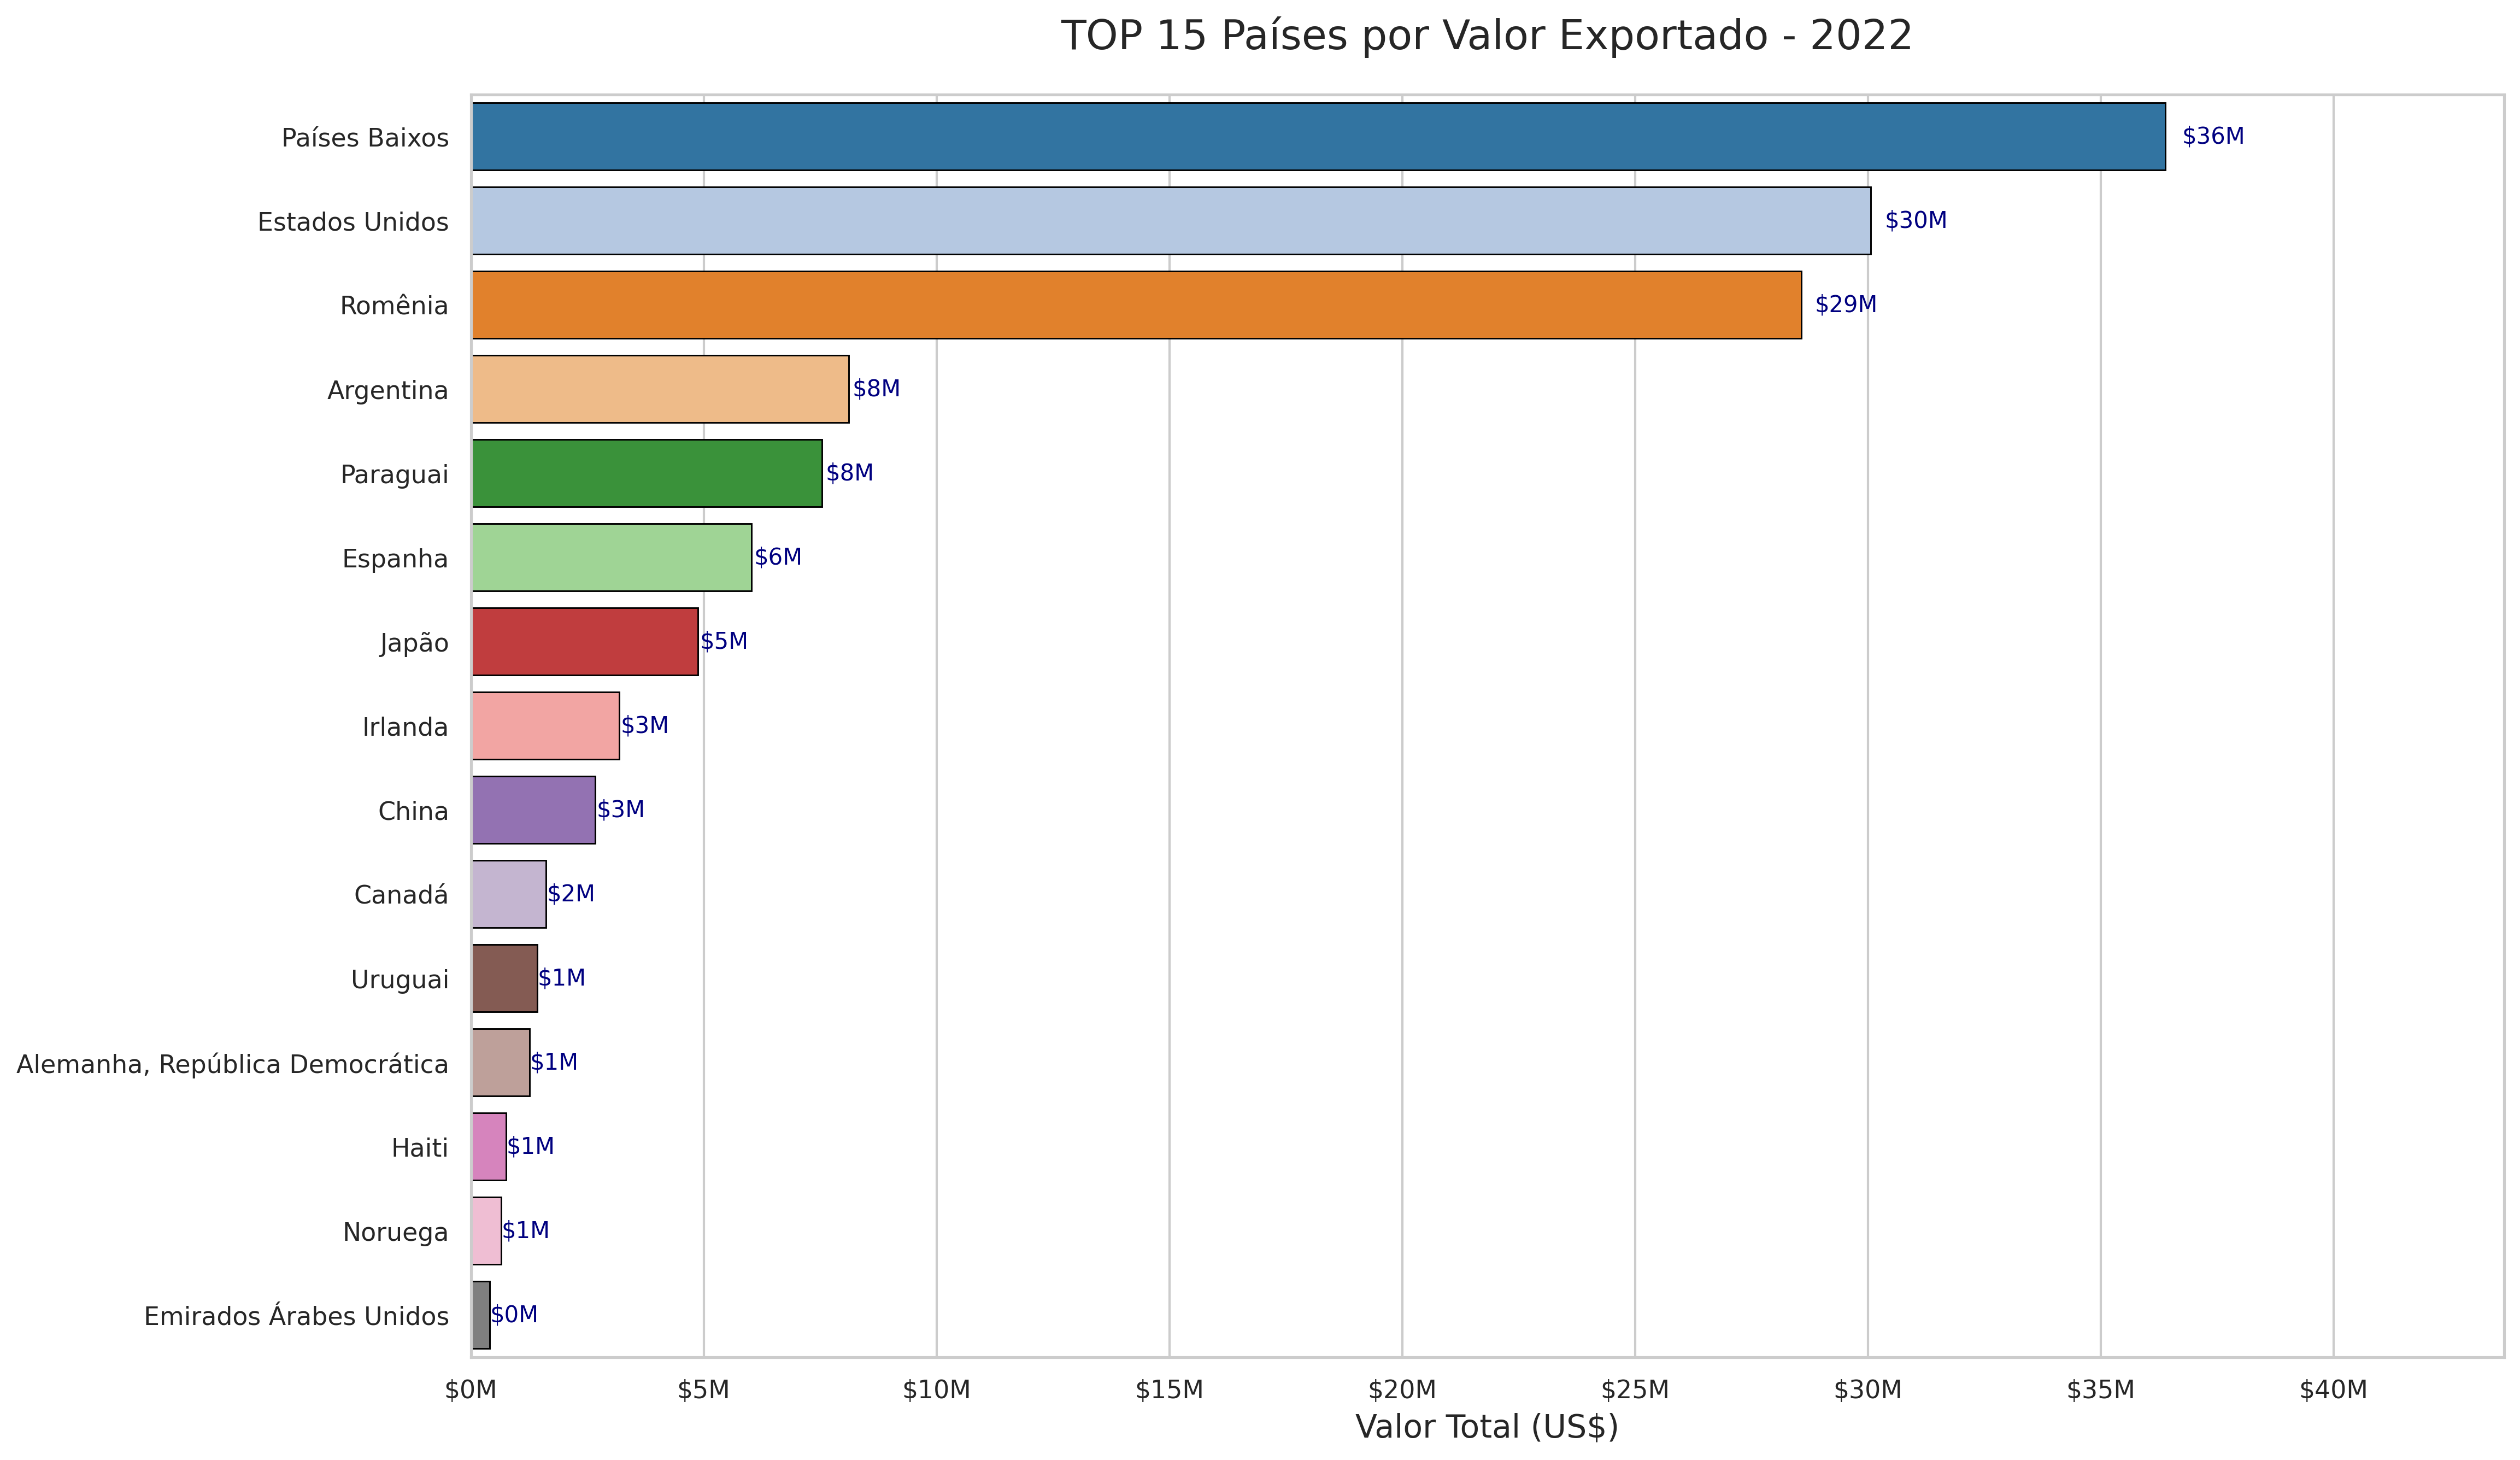 TOP 15 Países por Valor Exportado - 2022
Países Baixos $36M
Estados Unidos $30M
Romênia $29M
Argentina $8M
Paraguai $8M
Espanha $6M
Japão $5M
Irlanda $3M
China $3M
Canadá $2M
Uruguai $1M
Alemanha, República Democrática $1M
Haiti $1M
Noruega $1M
Emirados Árabes Unidos $0M
$0M $5M $10M $15M $20M $25M $30M $35M $40M
Valor Total (US$)